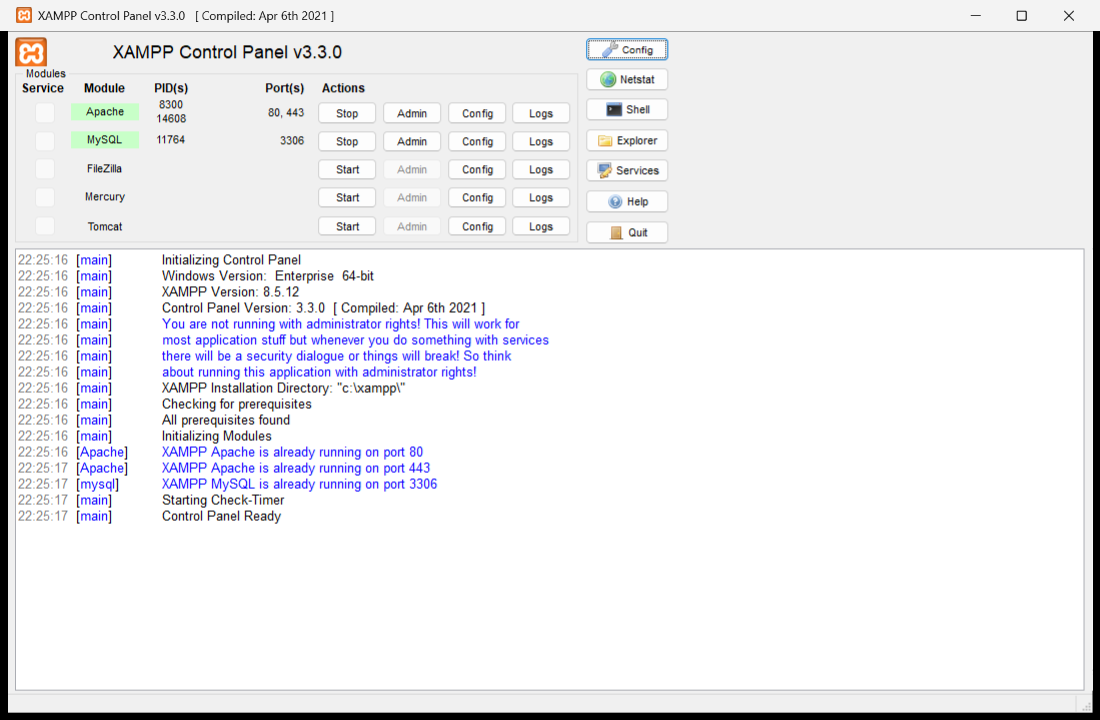 XAMPP Control Panel v3.3.0 [ Compiled: Apr 6th 2021 ]
XAMPP Control Panel v3.3.0
Config
Modules
Service Module PID(s) Port(s) Actions
Netstat
Apache 8300 14608 80, 443 Stop Admin Config Logs
Shell
MySQL 11764 3306 Stop Admin Config Logs
Explorer
FileZilla Start Admin Config Logs
Services
Mercury Start Admin Config Logs
Help
Tomcat Start Admin Config Logs
Quit
22:25:16 [main] Initializing Control Panel
22:25:16 [main] Windows Version: Enterprise 64-bit
22:25:16 [main] XAMPP Version: 8.5.12
22:25:16 [main] Control Panel Version: 3.3.0 [ Compiled: Apr 6th 2021 ]
22:25:16 [main] You are not running with administrator rights! This will work for
22:25:16 [main] most application stuff but whenever you do something with services
22:25:16 [main] there will be a security dialogue or things will break! So think
22:25:16 [main] about running this application with administrator rights!
22:25:16 [main] XAMPP Installation Directory: "c:\xampp\"
22:25:16 [main] Checking for prerequisites
22:25:16 [main] All prerequisites found
22:25:16 [main] Initializing Modules
22:25:16 [Apache] XAMPP Apache is already running on port 80
22:25:17 [Apache] XAMPP Apache is already running on port 443
22:25:17 [mysql] XAMPP MySQL is already running on port 3306
22:25:17 [main] Starting Check-Timer
22:25:17 [main] Control Panel Ready